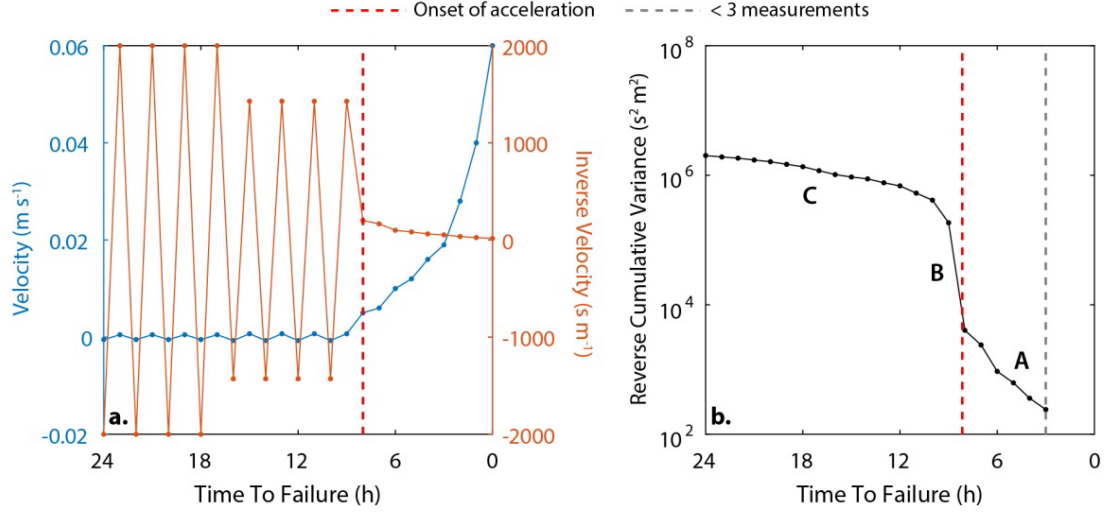 Onset of acceleration
< 3 measurements
0.06
0.04
0.02
0
-0.02
Velocity (m s⁻¹)
2000
1000
0
-1000
-2000
Inverse Velocity (s m⁻¹)
a.
24
18
12
6
0
Time To Failure (h)
10⁸
10⁶
10⁴
10²
Reverse Cumulative Variance (s² m²)
C
B
A
b.
24
18
12
6
0
Time To Failure (h)